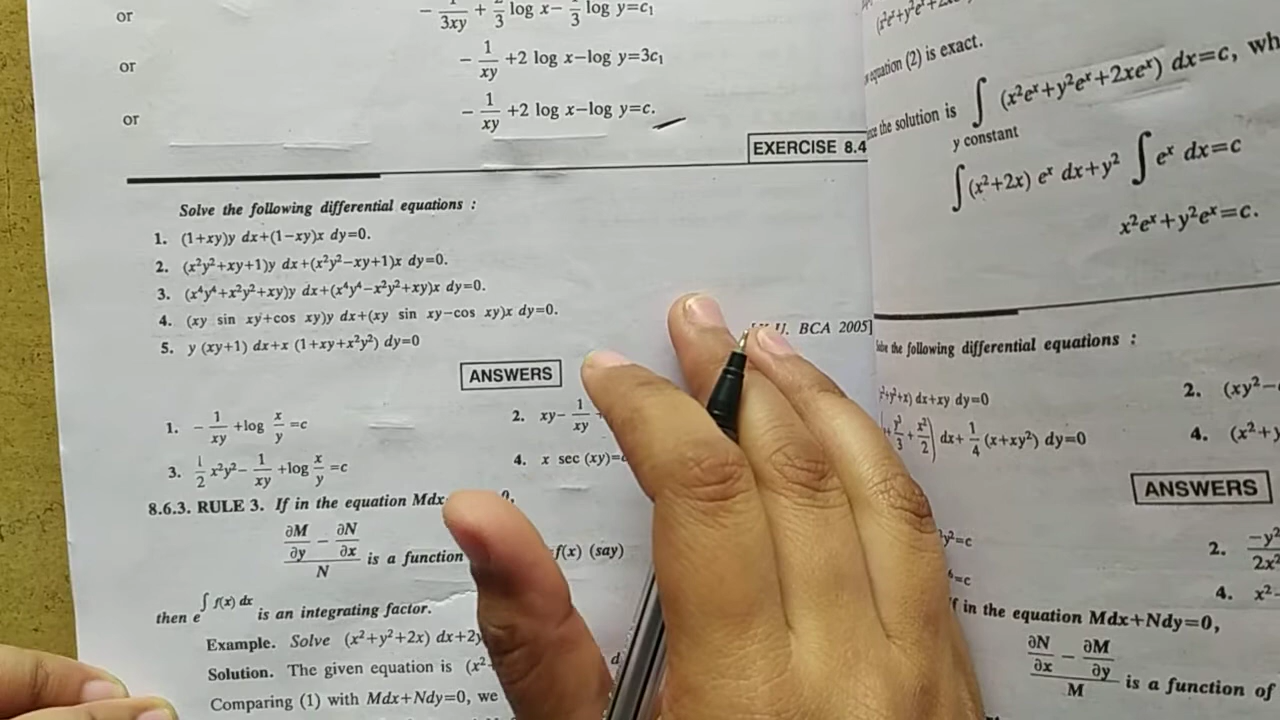 or
- 1/3xy + 2/3 log x- 1/3 log y=c₁
or
- 1/xy +2 log x-log y=3c₁
or
- 1/xy +2 log x-log y=c.
EXERCISE 8.4
Solve the following differential equations :
1. (1+xy)y dx+(1-xy)x dy=0.
2. (x²y²+xy+1)y dx+(x²y²-xy+1)x dy=0.
3. (x⁴y⁴+x²y²+xy)y dx+(x⁴y⁴-x²y²+xy)x dy=0.
4. (xy sin xy+cos xy)y dx+(xy sin xy-cos xy)x dy=0.
U. BCA 2005]
5. y (xy+1) dx+x (1+xy+x²y²) dy=0
ANSWERS
1. - 1/xy +log x/y =c
2. xy- 1/xy
3. 1/2 x²y²- 1/xy +log x/y =c
4. x sec (xy)=
8.6.3. RULE 3. If in the equation Mdx
∂M/∂y - ∂N/∂x
N
is a function f(x) (say)
then e^∫ f(x) dx is an integrating factor.
Example. Solve (x²+y²+2x) dx+2y
Solution. The given equation is (x²
Comparing (1) with Mdx+Ndy=0, we
equation (2) is exact.
the solution is ∫ (x²eˣ+y²eˣ+2xeˣ) dx=c, wh
y constant
∫(x²+2x) eˣ dx+y² ∫ eˣ dx=c
x²eˣ+y²eˣ=c.
the following differential equations :
+y²+x) dx+xy dy=0
2. (xy²-
+ y³/3 + x²/2) dx+ 1/4 (x+xy²) dy=0
4. (x²+y
ANSWERS
y²=c
2. -y²
2x²
=c
4. x²
in the equation Mdx+Ndy=0,
∂N/∂x - ∂M/∂y
M
is a function of